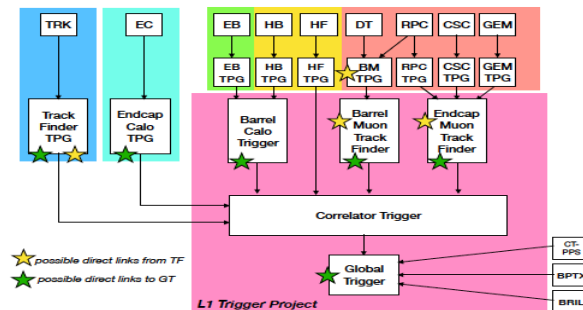 TRK
EC
EB
HB
HF
DT
RPC
CSC
GEM
EB
TPG
HB
TPG
HF
TPG
BM
TPG
RPC
TPG
CSC
TPG
GEM
TPG
Track
Finder
TPG
Endcap
Calo
TPG
Barrel
Calo
Trigger
Barrel
Muon
Track
Finder
Endcap
Muon
Track
Finder
Correlator Trigger
possible direct links from TF
possible direct links to GT
Global
Trigger
CT-
PPS
BPTX
BRIL
L1 Trigger Project